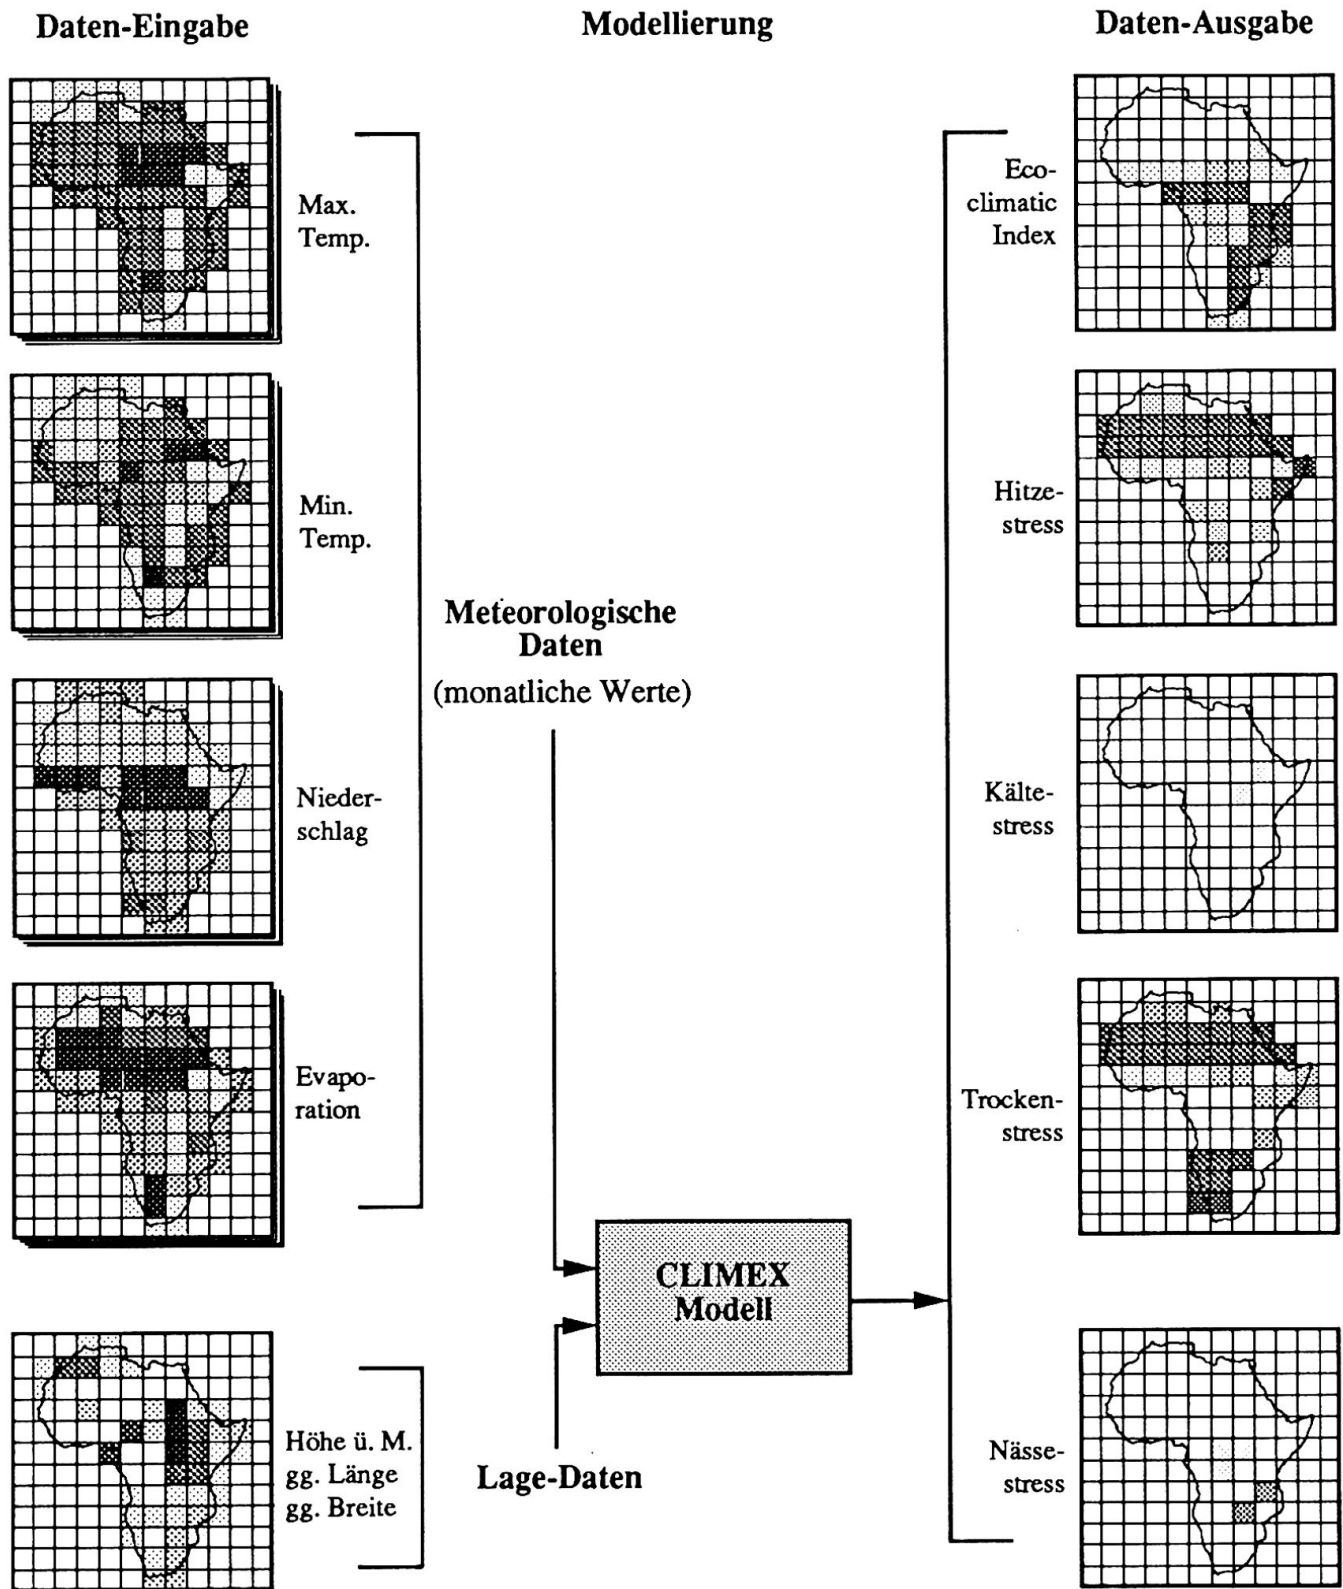 Daten-Eingabe
Modellierung
Daten-Ausgabe
Max.
Temp.
Min.
Temp.
Nieder-
schlag
Evapo-
ration
Höhe ü. M.
gg. Länge
gg. Breite
Meteorologische
Daten
(monatliche Werte)
CLIMEX
Modell
Lage-Daten
Eco-
climatic
Index
Hitze-
stress
Kälte-
stress
Trocken-
stress
Nässe-
stress